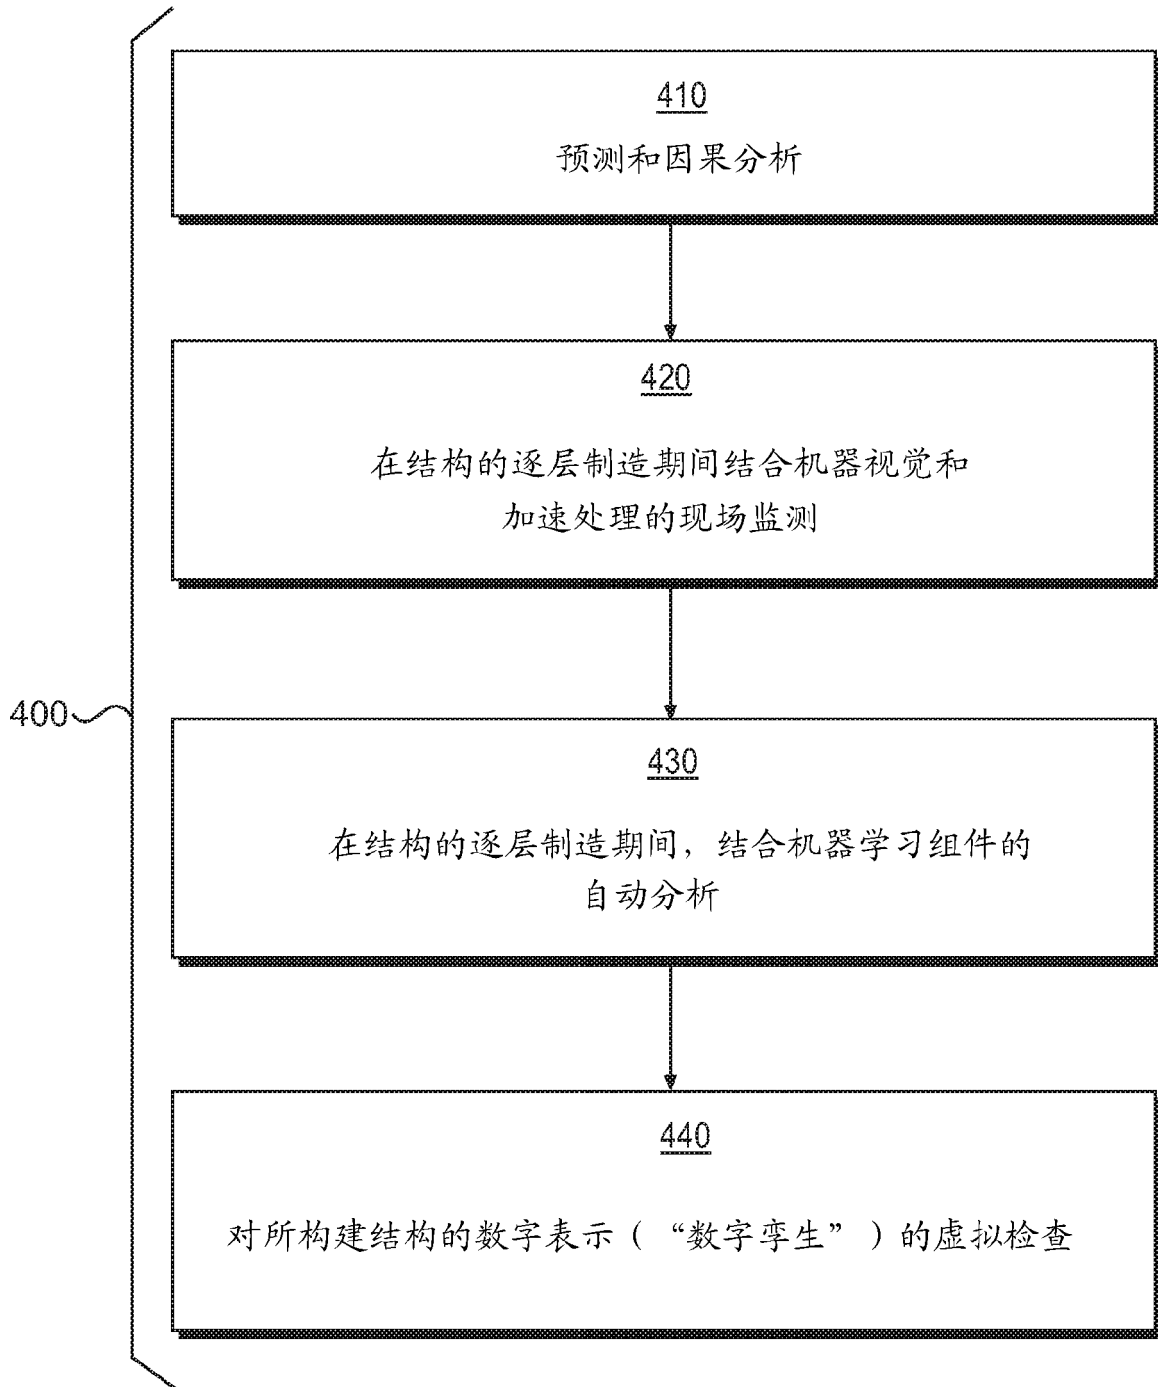 410
预测和因果分析
420
在结构的逐层制造期间结合机器视觉和
加速处理的现场监测
400
430
在结构的逐层制造期间，结合机器学习组件的
自动分析
440
对所构建结构的数字表示（“数字孪生”）的虚拟检查